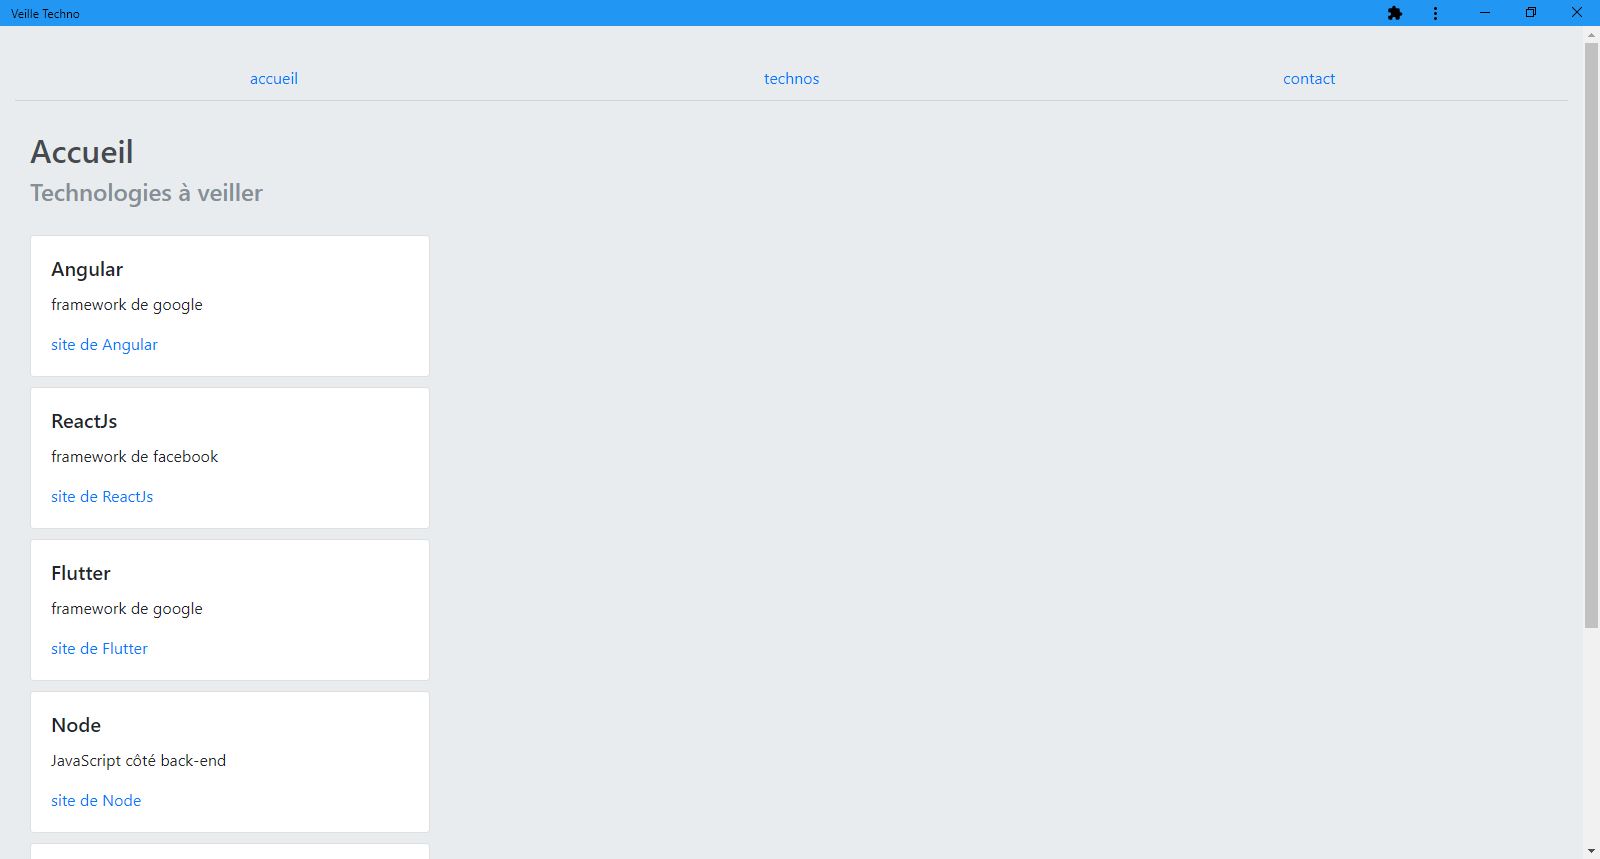 Veille Techno
accueil technos contact
Accueil
Technologies à veiller
Angular
framework de google
site de Angular
ReactJs
framework de facebook
site de ReactJs
Flutter
framework de google
site de Flutter
Node
JavaScript côté back-end
site de Node